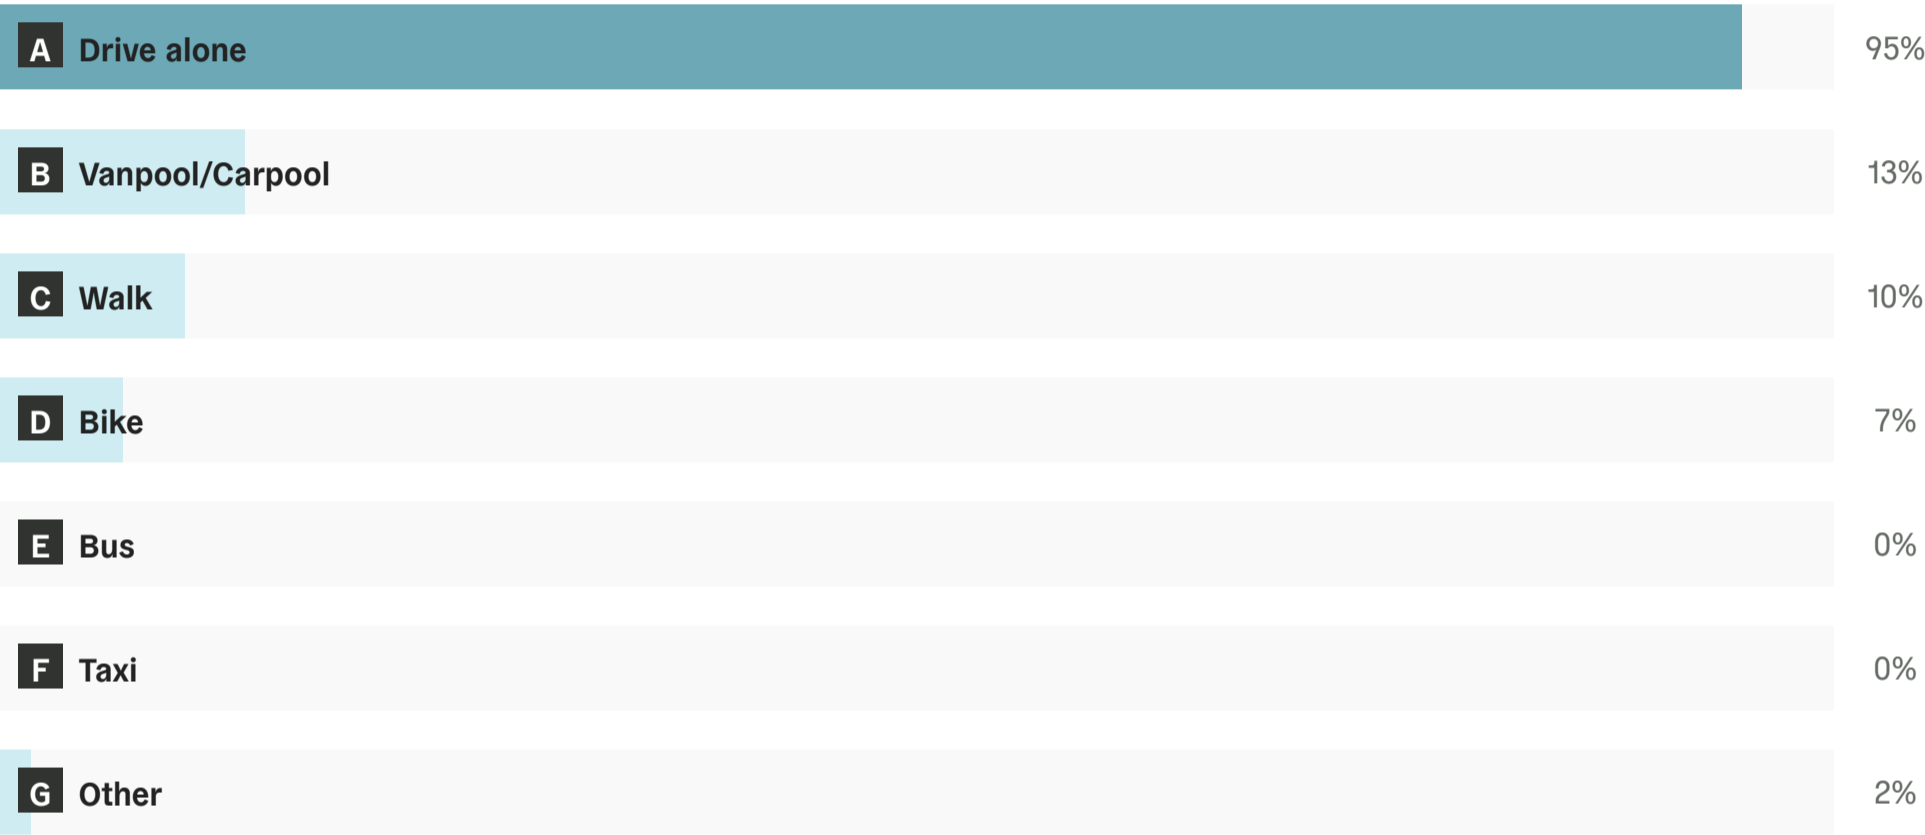 A Drive alone 95%
B Vanpool/Carpool 13%
C Walk 10%
D Bike 7%
E Bus 0%
F Taxi 0%
G Other 2%